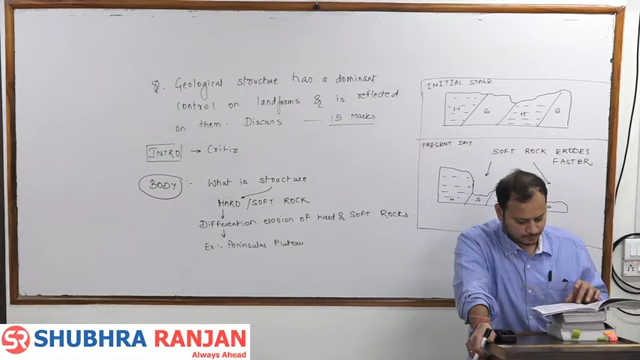 Q. Geological structure has a dominant
control on landforms & is reflected
on them. Discuss — 15 Marks
INTRO → Critiz
BODY :- What is structure
HARD / SOFT ROCK
Differention erosion of hard & SOFT ROCKS
Ex:- Peninsular Plateau
INITIAL STAGE
H S H S
PRESENT DAY
SOFT ROCK ERODES
FASTER
H S
SR SHUBHRA RANJAN
Always Ahead